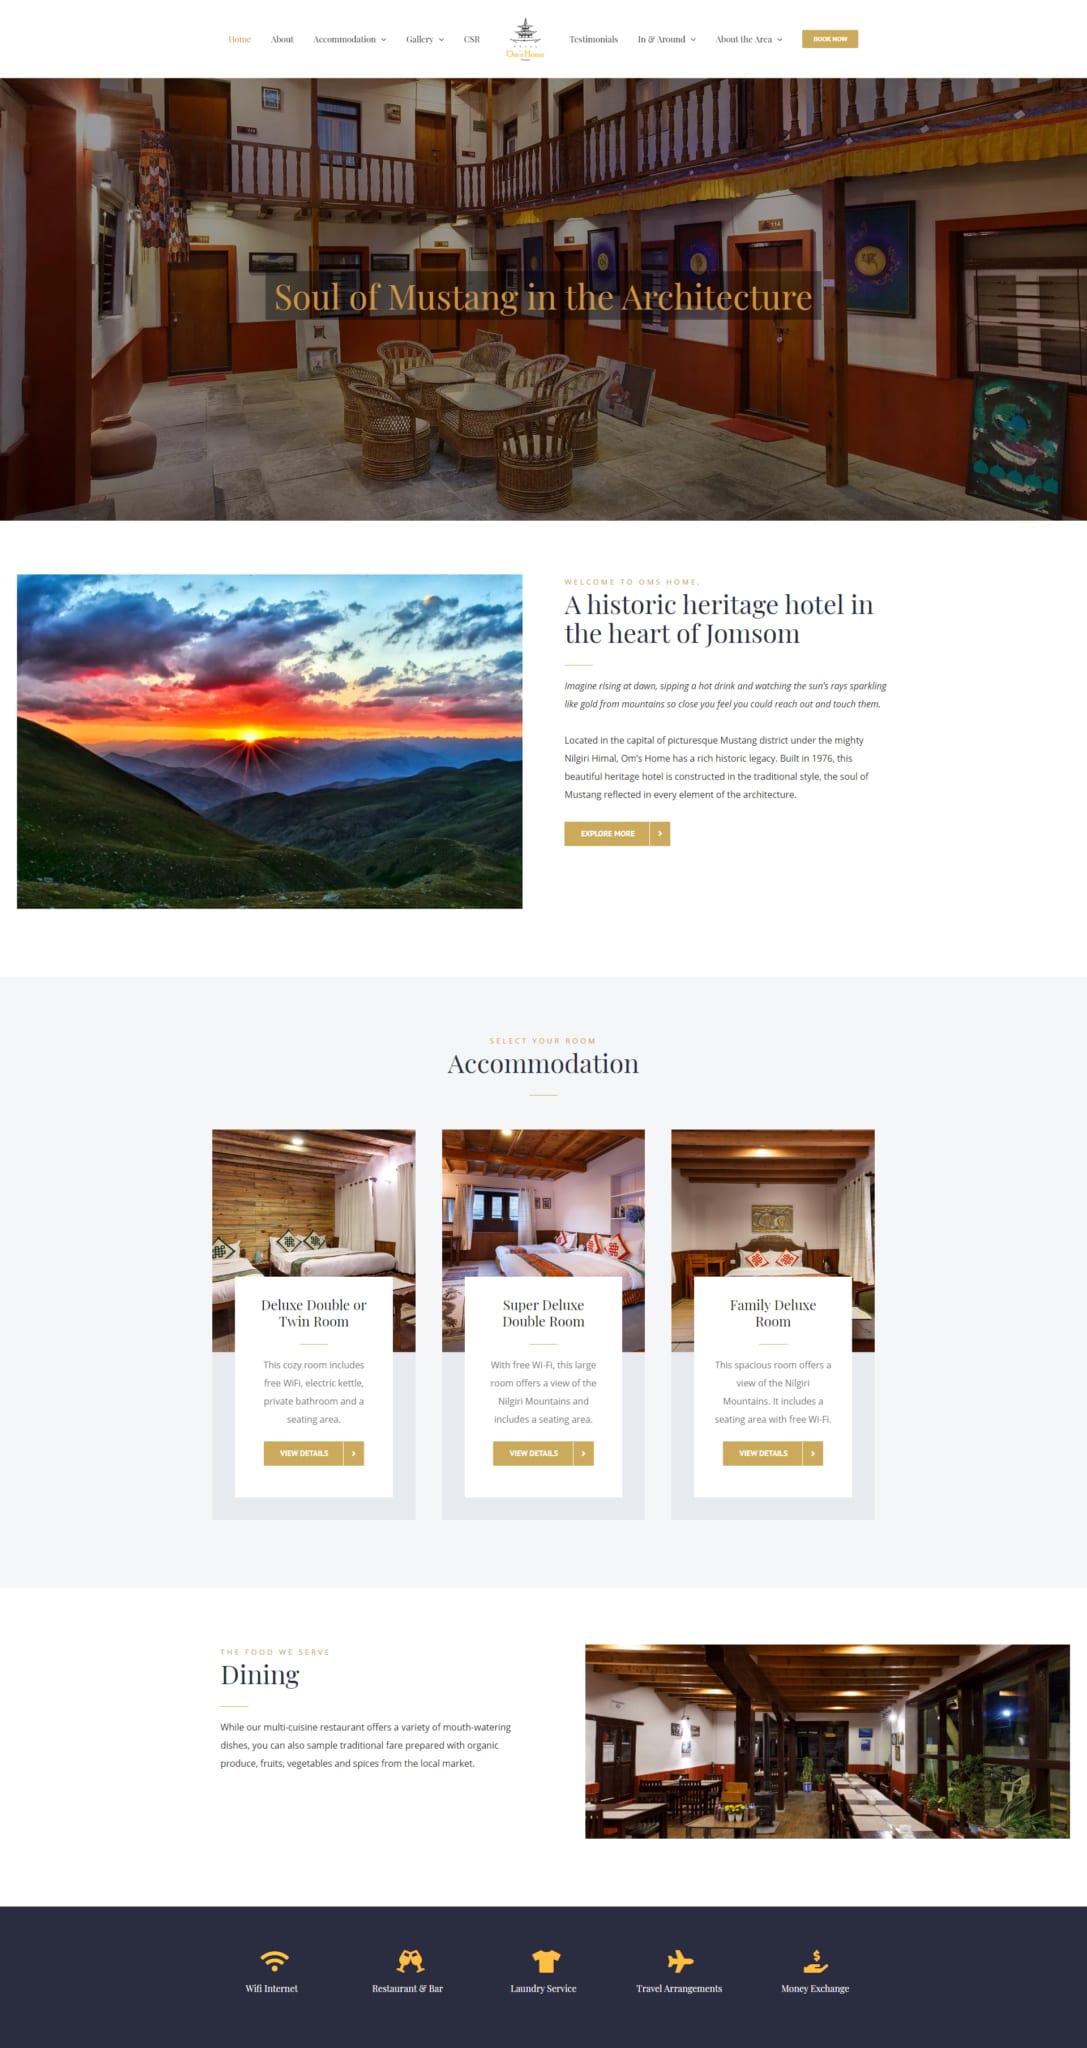 Home
About
Accommodation
Gallery
CSR
HOTEL
Om's Home
Testimonials
In & Around
About the Area
BOOK NOW
114
Soul of Mustang in the Architecture
WELCOME TO OMS HOME,
A historic heritage hotel in
the heart of Jomsom
Imagine rising at dawn, sipping a hot drink and watching the sun's rays sparkling
like gold from mountains so close you feel you could reach out and touch them.
Located in the capital of picturesque Mustang district under the mighty
Nilgiri Himal, Om's Home has a rich historic legacy. Built in 1976, this
beautiful heritage hotel is constructed in the traditional style, the soul of
Mustang reflected in every element of the architecture.
EXPLORE MORE
SELECT YOUR ROOM
Accommodation
Deluxe Double or
Twin Room
This cozy room includes
free WiFi, electric kettle,
private bathroom and a
seating area.
VIEW DETAILS
Super Deluxe
Double Room
With free Wi-Fi, this large
room offers a view of the
Nilgiri Mountains and
includes a seating area.
VIEW DETAILS
Family Deluxe
Room
This spacious room offers a
view of the Nilgiri
Mountains. It includes a
seating area with free Wi-Fi.
VIEW DETAILS
THE FOOD WE SERVE
Dining
While our multi-cuisine restaurant offers a variety of mouth-watering
dishes, you can also sample traditional fare prepared with organic
produce, fruits, vegetables and spices from the local market.
Wifi Internet
Restaurant & Bar
Laundry Service
Travel Arrangements
Money Exchange